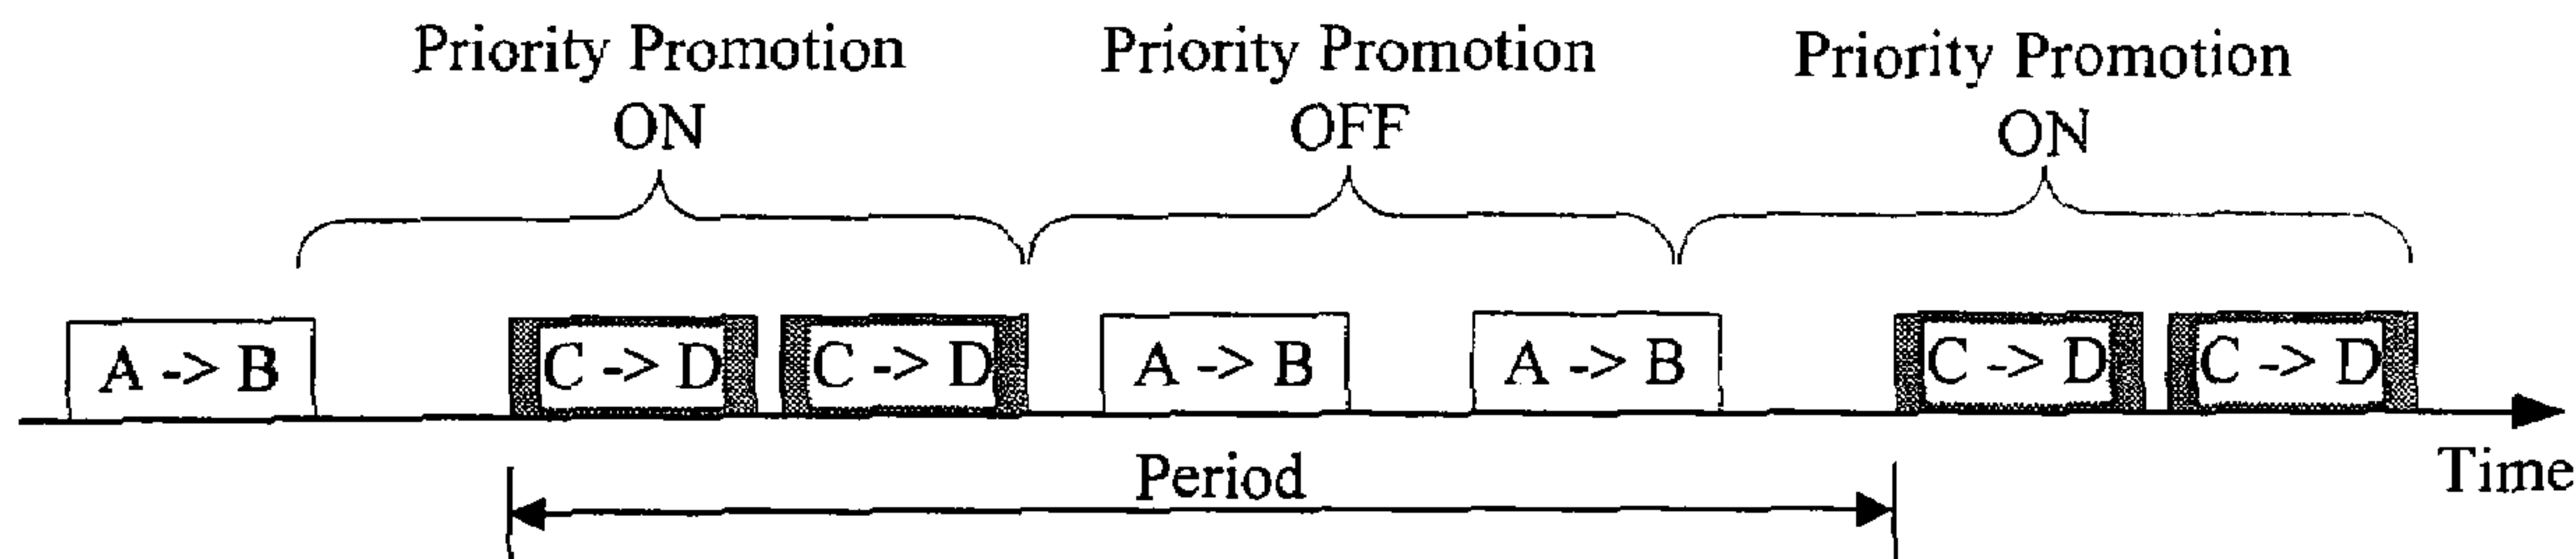 Priority Promotion
ON
Priority Promotion
OFF
Priority Promotion
ON
A -> B
C -> D
C -> D
A -> B
A -> B
C -> D
C -> D
Period
Time